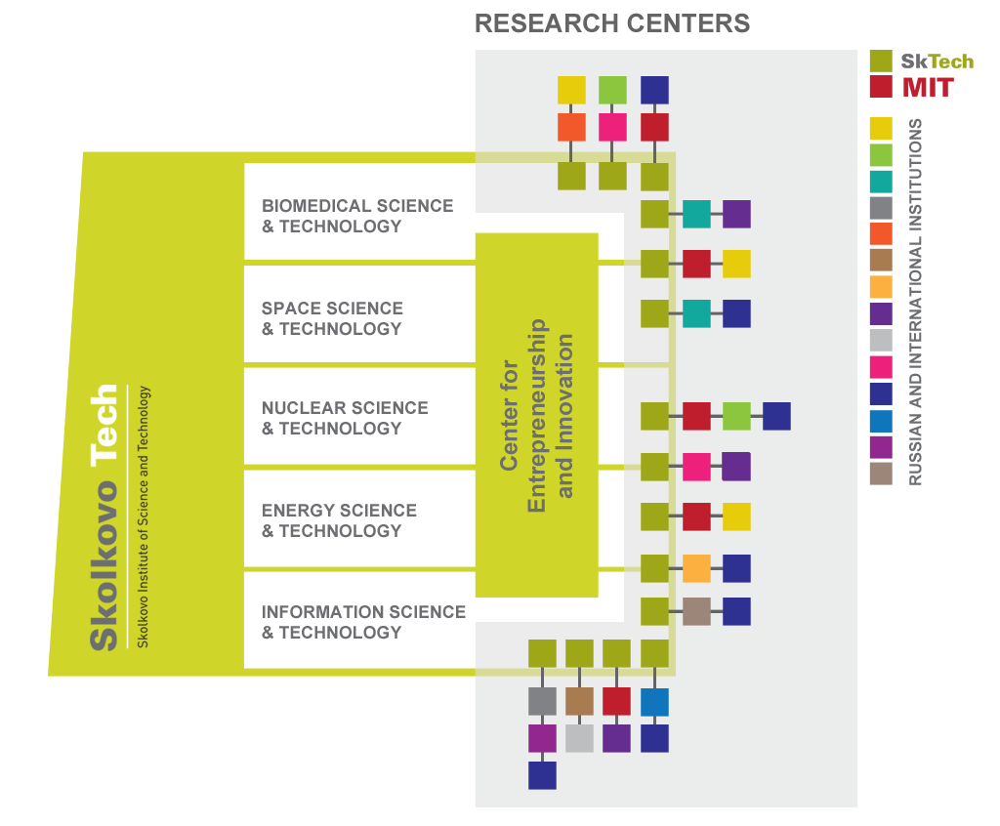 RESEARCH CENTERS
SkTech
MIT
RUSSIAN AND INTERNATIONAL INSTITUTIONS
BIOMEDICAL SCIENCE
& TECHNOLOGY
SPACE SCIENCE
& TECHNOLOGY
NUCLEAR SCIENCE
& TECHNOLOGY
ENERGY SCIENCE
& TECHNOLOGY
INFORMATION SCIENCE
& TECHNOLOGY
Center for
Entrepreneurship
and Innovation
Skolkovo Tech
Skolkovo Institute of Science and Technology